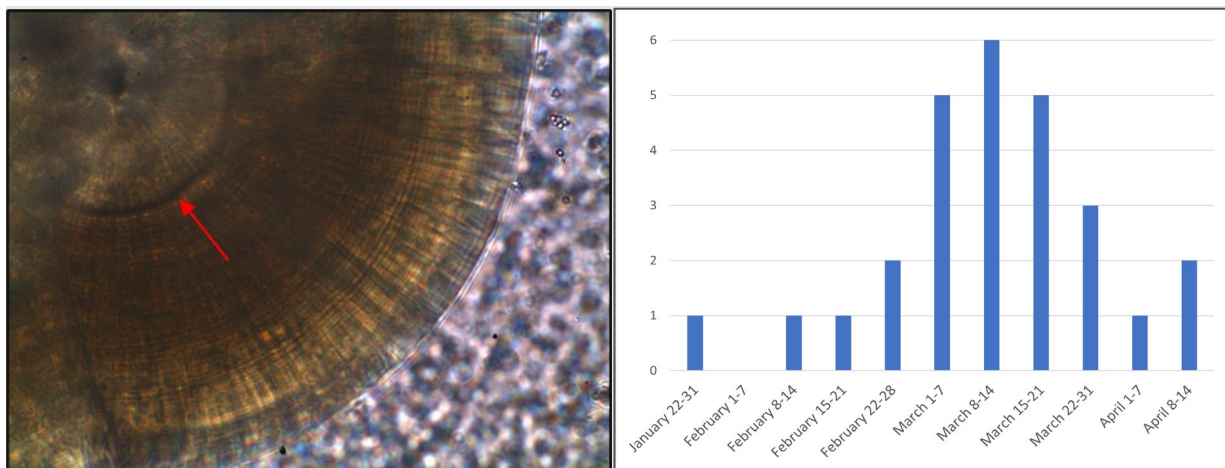 6
5
4
3
2
1
0
January 22-31
February 1-7
February 8-14
February 15-21
February 22-28
March 1-7
March 8-14
March 15-21
March 22-31
April 1-7
April 8-14